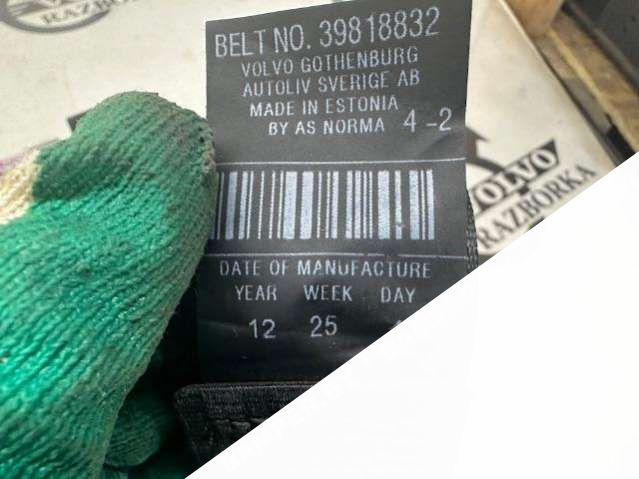 BELT NO. 39818832
VOLVO GOTHENBURG
AUTOLIV SVERIGE AB
MADE IN ESTONIA
BY AS NORMA 4-2
DATE OF MANUFACTURE
YEAR WEEK DAY
12 25
VOLVO
RAZBORKA
RAZBORKA